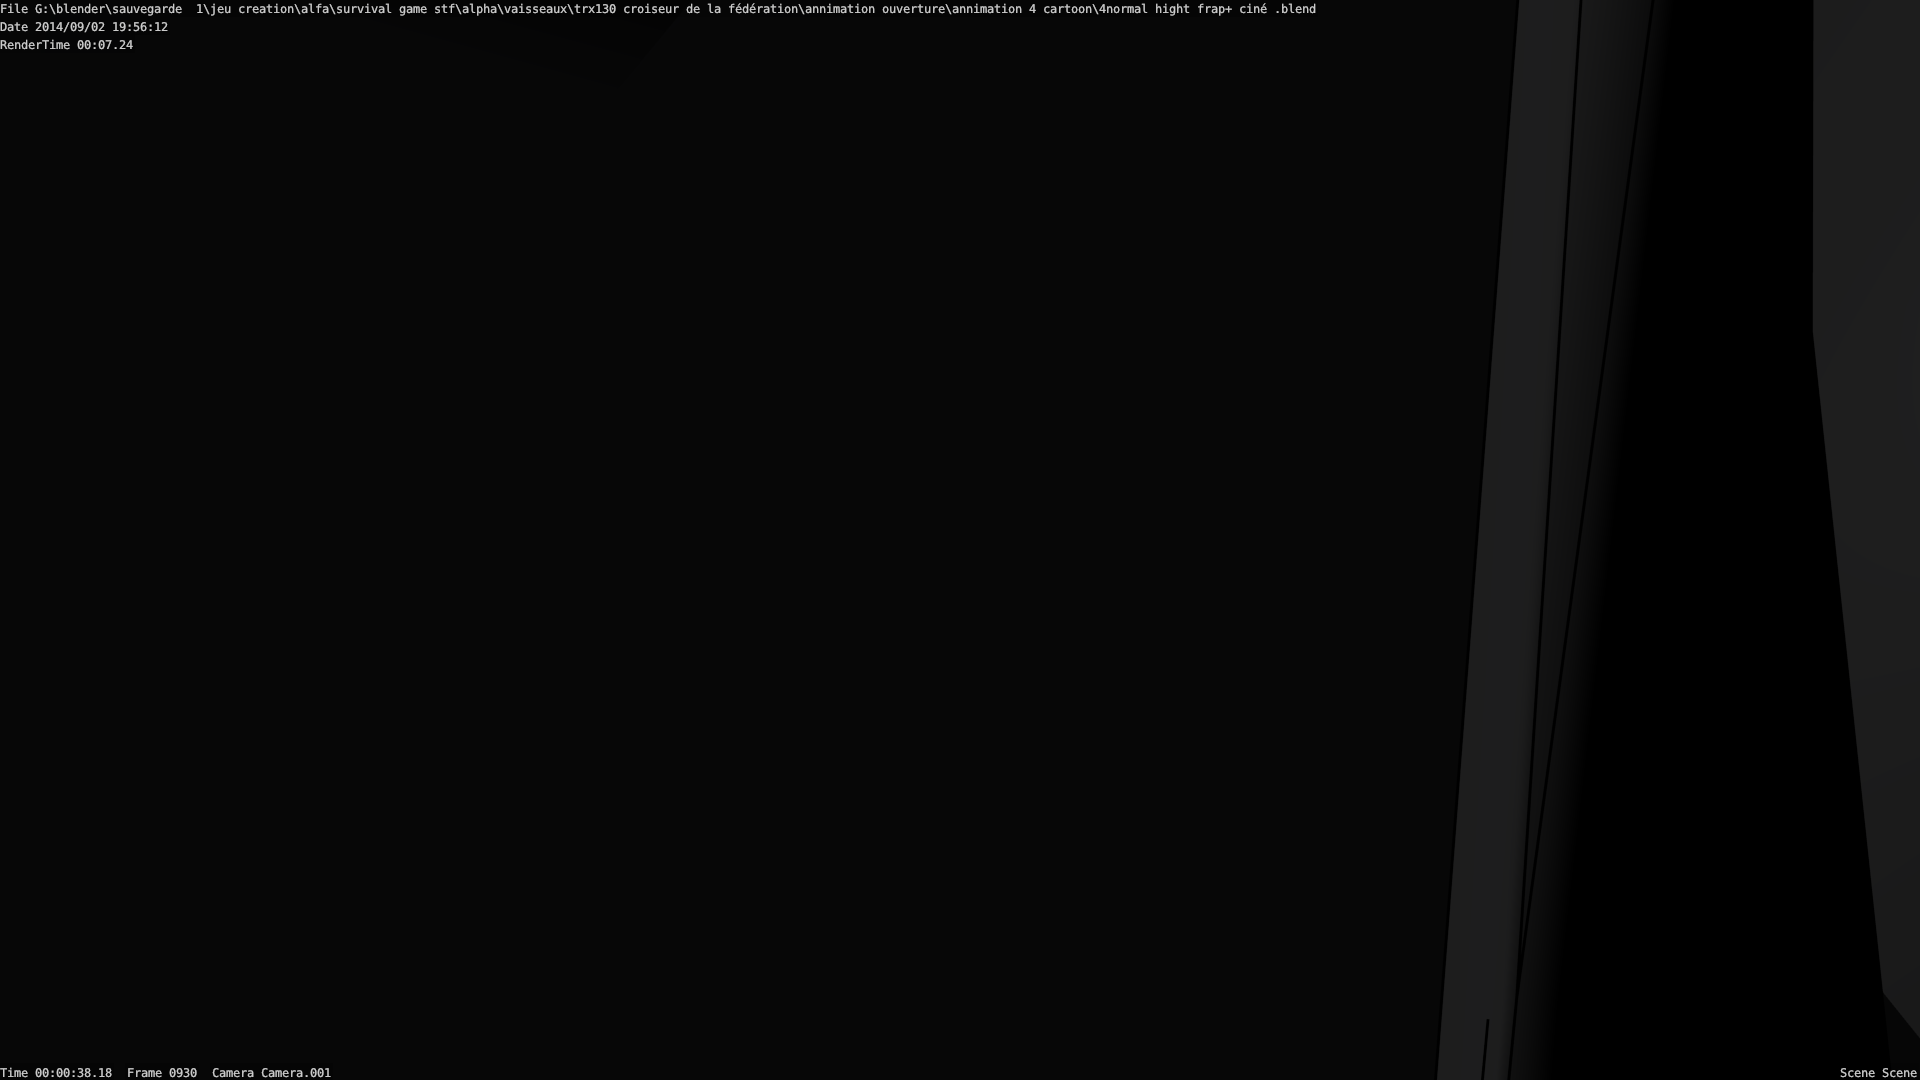 File G:\blender\sauvegarde  1\jeu creation\alfa\survival game stf\alpha\vaisseaux\trx130 croiseur de la fédération\annimation ouverture\annimation 4 cartoon\4normal hight frap+ ciné .blend
Date 2014/09/02 19:56:12
RenderTime 00:07.24
Time 00:00:38.18  Frame 0930  Camera Camera.001
Scene Scene